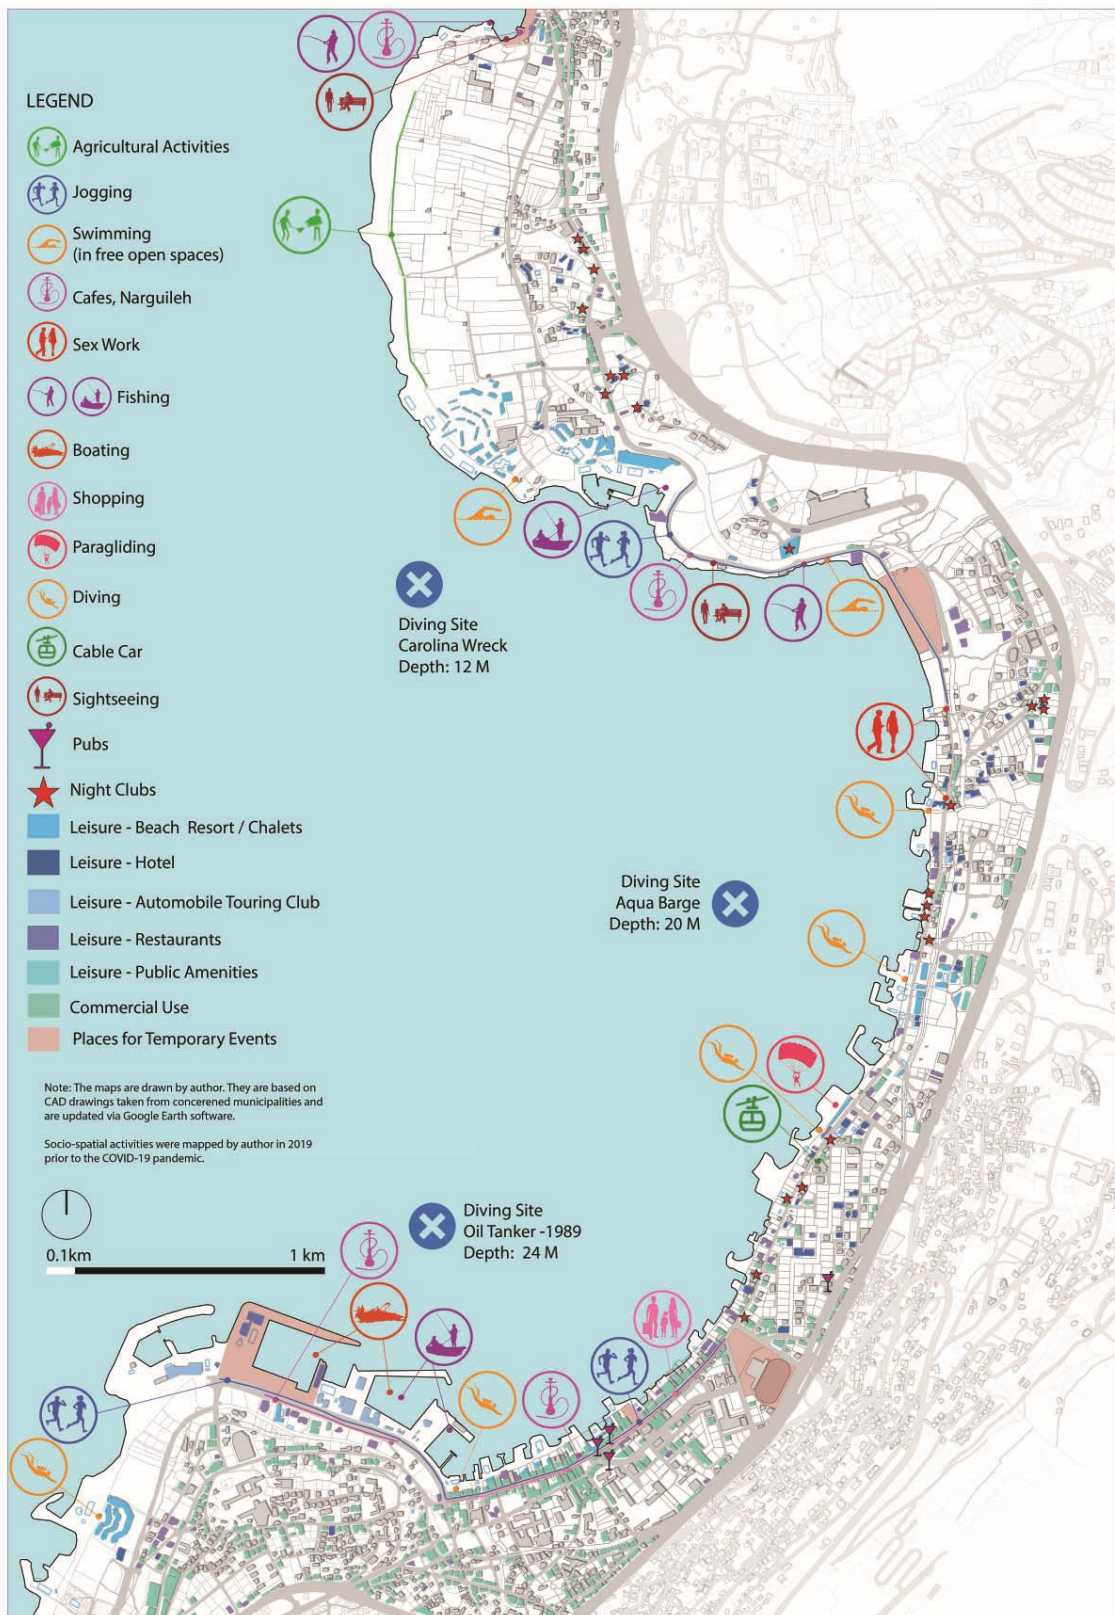 LEGEND
Agricultural Activities
Jogging
Swimming
(in free open spaces)
Cafes, Narguileh
Sex Work
Fishing
Boating
Shopping
Paragliding
Diving
Cable Car
Sightseeing
Pubs
Night Clubs
Leisure - Beach Resort / Chalets
Leisure - Hotel
Leisure - Automobile Touring Club
Leisure - Restaurants
Leisure - Public Amenities
Commercial Use
Places for Temporary Events
Note: The maps are drawn by author. They are based on
CAD drawings taken from concerened municipalities and
are updated via Google Earth software.
Socio-spatial activities were mapped by author in 2019
prior to the COVID-19 pandemic.
0.1km 1 km
Diving Site
Carolina Wreck
Depth: 12 M
Diving Site
Aqua Barge
Depth: 20 M
Diving Site
Oil Tanker -1989
Depth: 24 M